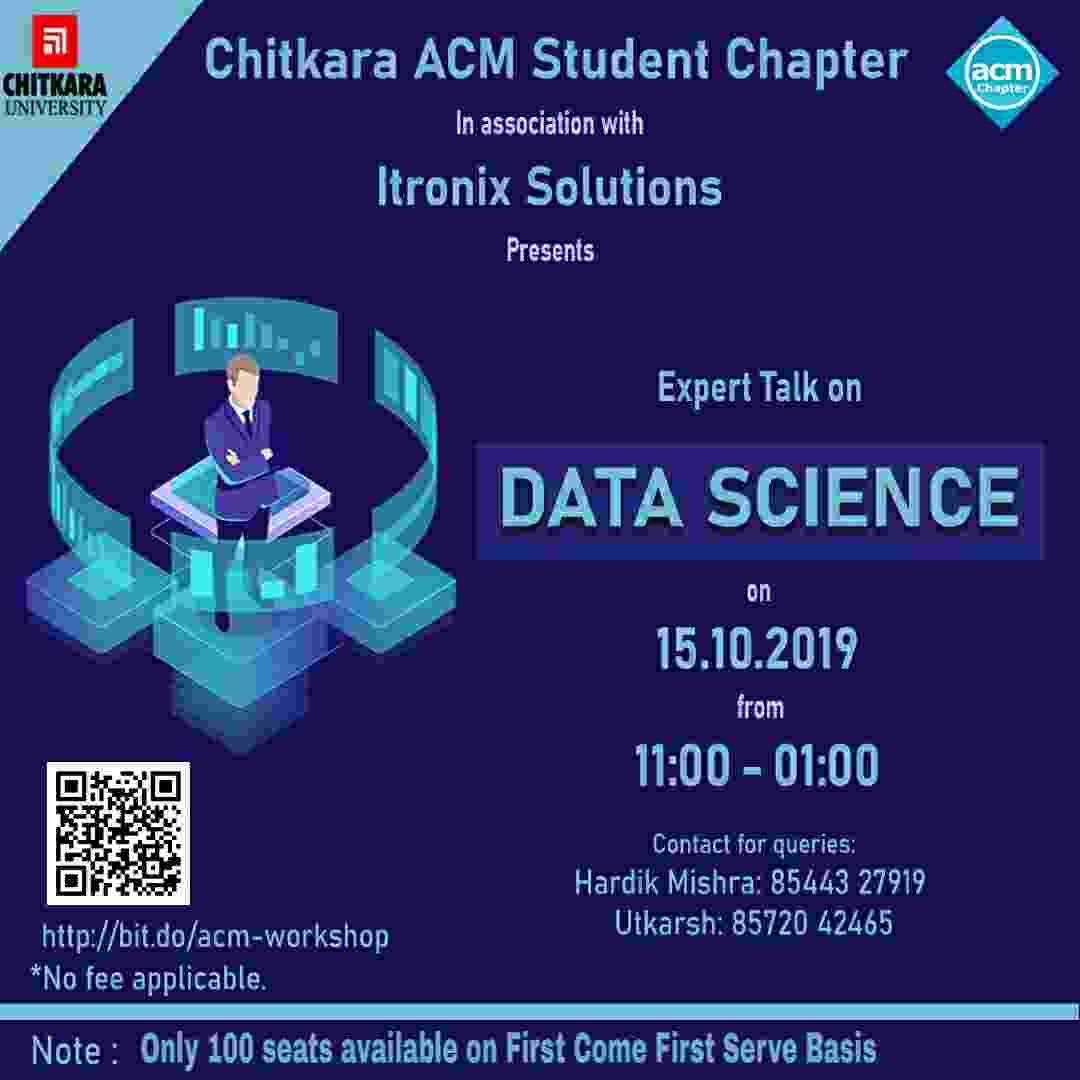 CHITKARA
UNIVERSITY
Chitkara ACM Student Chapter
acm
Chapter
In association with
Itronix Solutions
Presents
Expert Talk on
DATA SCIENCE
on
15.10.2019
from
11:00 - 01:00
Contact for queries:
Hardik Mishra: 85443 27919
Utkarsh: 85720 42465
http://bit.do/acm-workshop
*No fee applicable.
Note : Only 100 seats available on First Come First Serve Basis